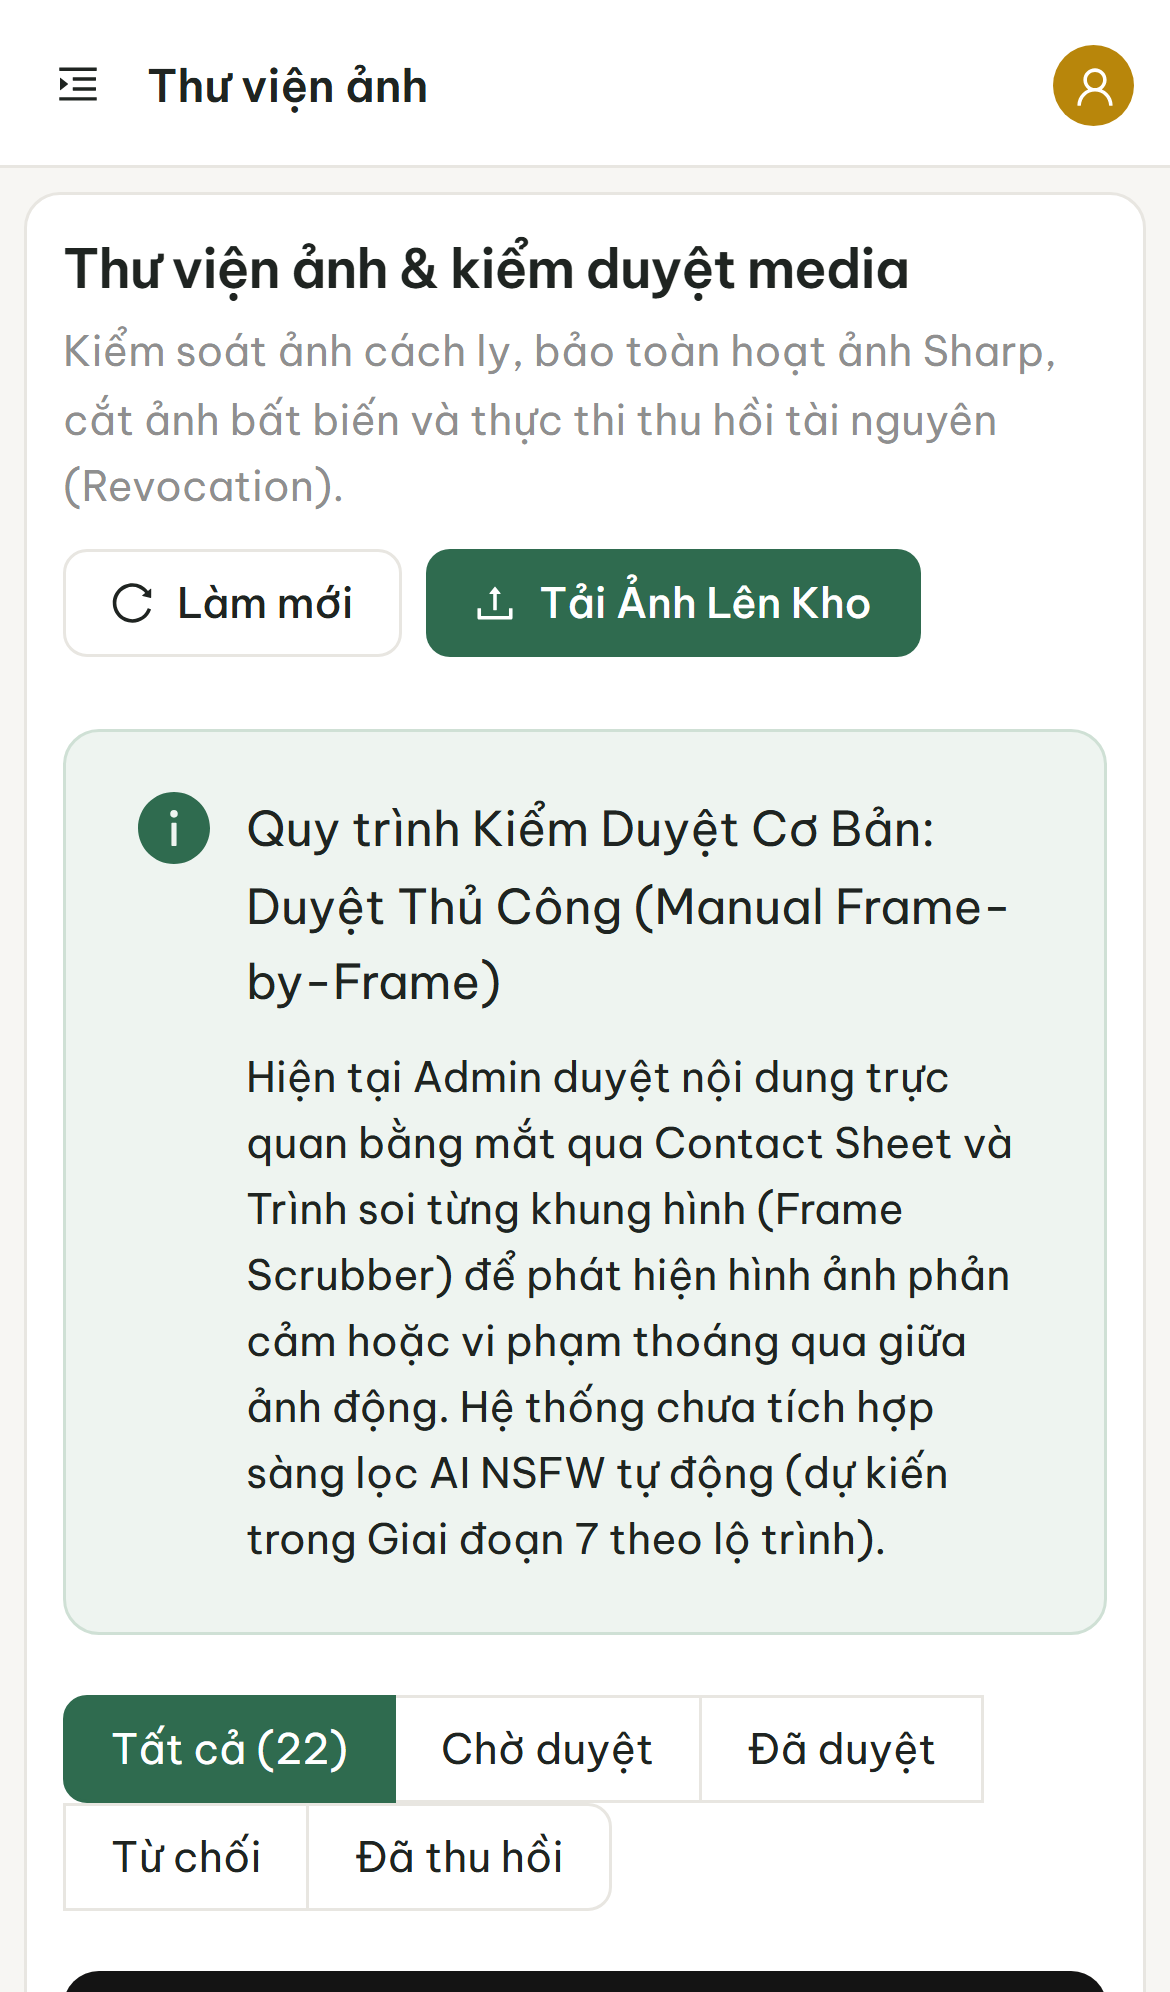 Thư viện ảnh
Thư viện ảnh & kiểm duyệt media
Kiểm soát ảnh cách ly, bảo toàn hoạt ảnh Sharp,
cắt ảnh bất biến và thực thi thu hồi tài nguyên
(Revocation).
Làm mới
Tải Ảnh Lên Kho
Quy trình Kiểm Duyệt Cơ Bản:
Duyệt Thủ Công (Manual Frame-
by-Frame)
Hiện tại Admin duyệt nội dung trực
quan bằng mắt qua Contact Sheet và
Trình soi từng khung hình (Frame
Scrubber) để phát hiện hình ảnh phản
cảm hoặc vi phạm thoáng qua giữa
ảnh động. Hệ thống chưa tích hợp
sàng lọc AI NSFW tự động (dự kiến
trong Giai đoạn 7 theo lộ trình).
Tất cả (22)
Chờ duyệt
Đã duyệt
Từ chối
Đã thu hồi